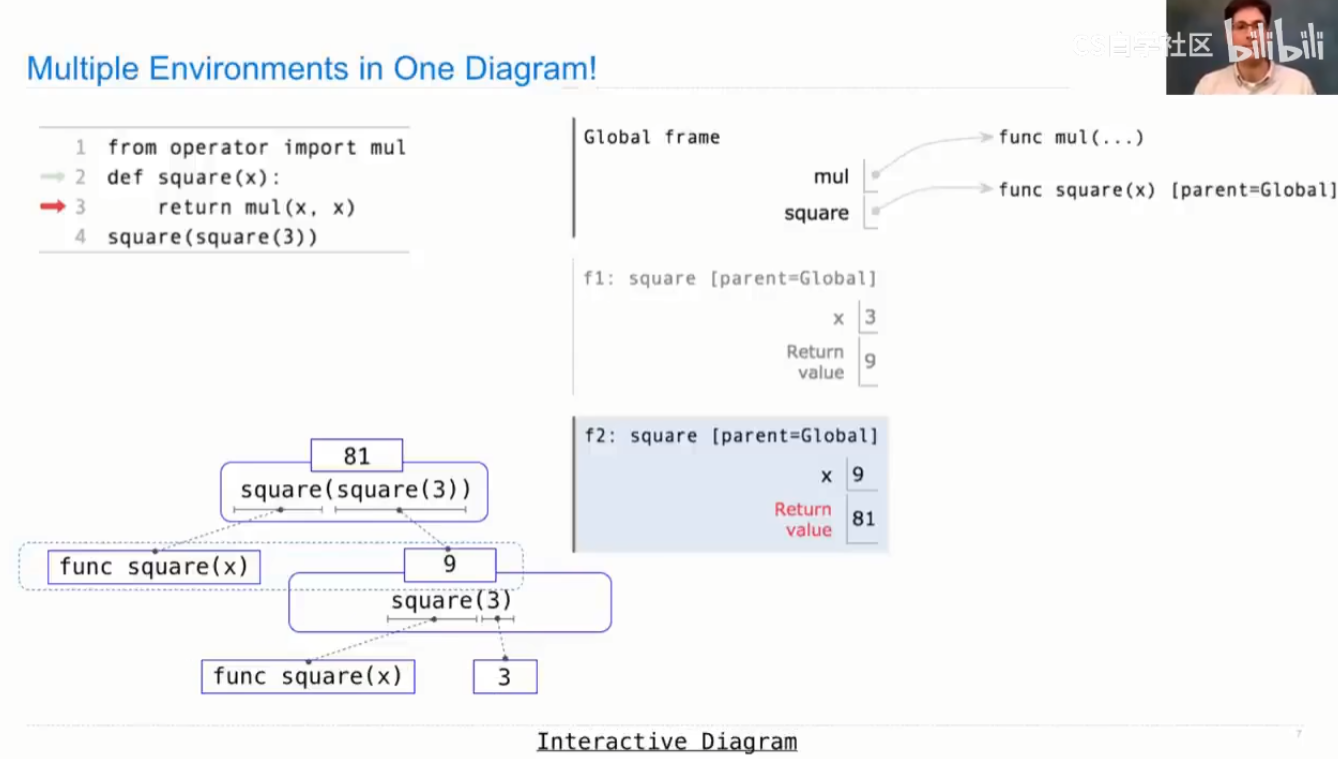 CS自学社区 bilibili
Multiple Environments in One Diagram!
1 from operator import mul
2 def square(x):
3 return mul(x, x)
4 square(square(3))
Global frame
mul
square
func mul(...)
func square(x) [parent=Global]
f1: square [parent=Global]
x 3
Return
value 9
f2: square [parent=Global]
x 9
Return
value 81
81
square(square(3))
func square(x)
9
square(3)
func square(x)
3
Interactive Diagram
7